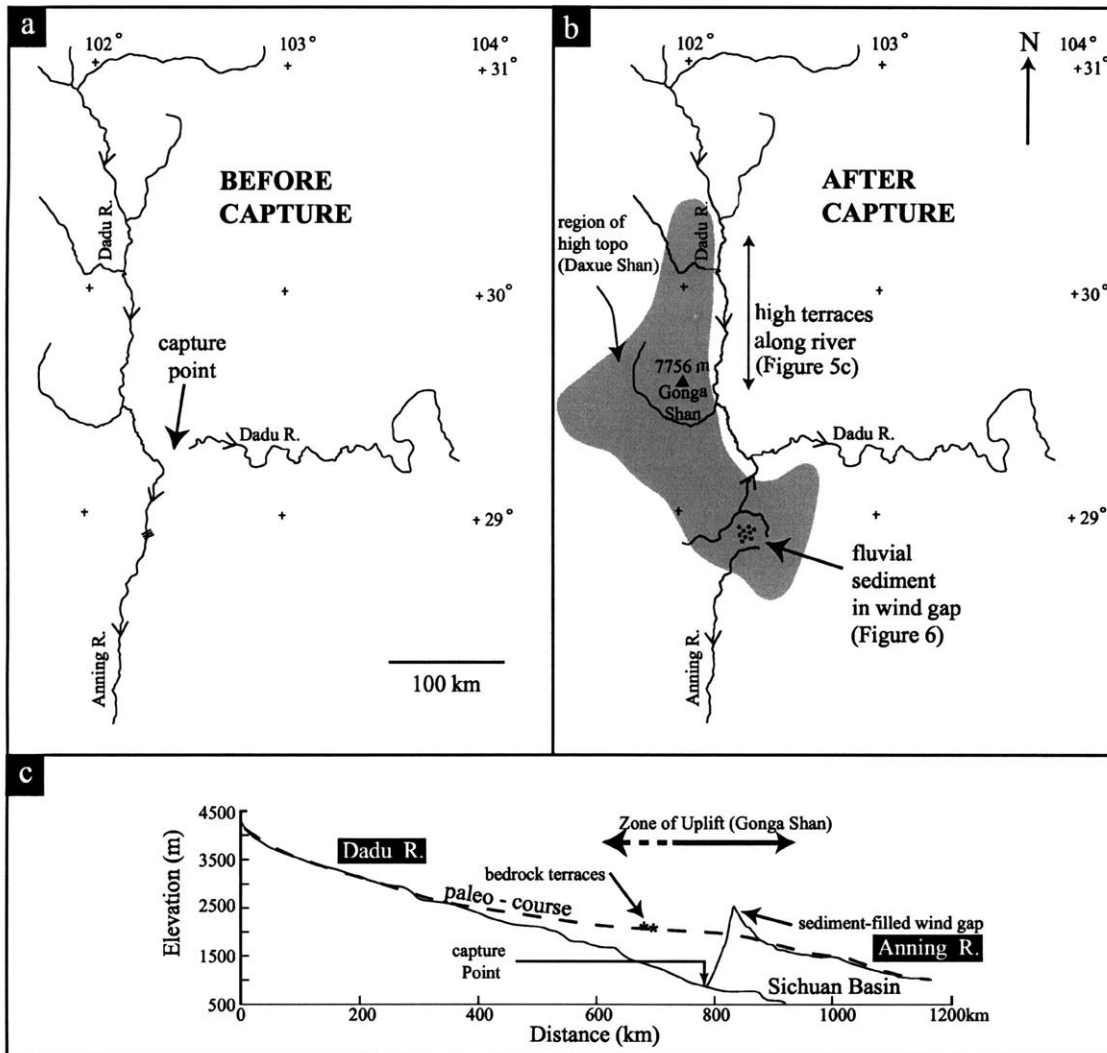 a
102°
103°
104°
+31°
BEFORE
CAPTURE
Dadu R.
30°
capture
point
Dadu R.
29°
Anning R.
100 km
b
102°
103°
104°
N
+31°
AFTER
CAPTURE
region of
high topo
(Daxue Shan)
Dadu R.
30°
high terraces
along river
(Figure 5c)
7756 m
Gonga
Shan
Dadu R.
+29°
fluvial
sediment
in wind gap
(Figure 6)
Anning R.
c
4500
3500
2500
1500
500
Elevation (m)
Zone of Uplift (Gonga Shan)
Dadu R.
bedrock terraces
paleo - course
sediment-filled wind gap
Anning R.
capture
Point
Sichuan Basin
0 200 400 600 800 1000 1200km
Distance (km)